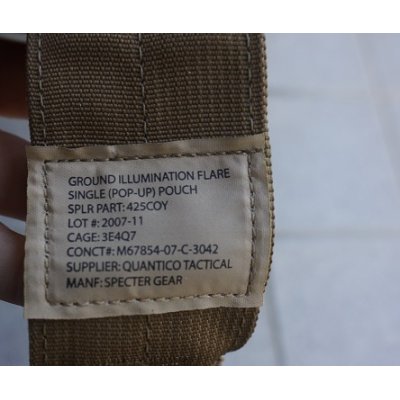 GROUND ILLUMINATION FLARE
SINGLE (POP-UP) POUCH
SPLR PART: 425COY
LOT #: 2007-11
CAGE: 3E4Q7
CONCT#: M67854-07-C-3042
SUPPLIER: QUANTICO TACTICAL
MANF: SPECTER GEAR